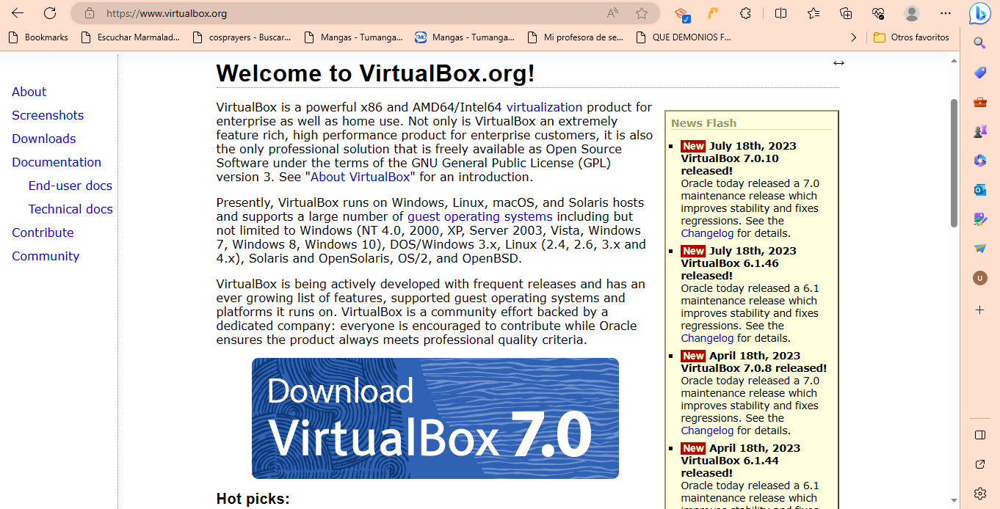 https://www.virtualbox.org
Bookmarks
Escuchar Marmalad...
cosprayers - Buscar...
Mangas - Tumanga...
TMO
Mangas - Tumanga...
Mi profesora de se...
QUE DEMONIOS F...
Otros favoritos
About
Screenshots
Downloads
Documentation
End-user docs
Technical docs
Contribute
Community
Welcome to VirtualBox.org!
VirtualBox is a powerful x86 and AMD64/Intel64 virtualization product for
enterprise as well as home use. Not only is VirtualBox an extremely
feature rich, high performance product for enterprise customers, it is also
the only professional solution that is freely available as Open Source
Software under the terms of the GNU General Public License (GPL)
version 3. See "About VirtualBox" for an introduction.
Presently, VirtualBox runs on Windows, Linux, macOS, and Solaris hosts
and supports a large number of guest operating systems including but
not limited to Windows (NT 4.0, 2000, XP, Server 2003, Vista, Windows
7, Windows 8, Windows 10), DOS/Windows 3.x, Linux (2.4, 2.6, 3.x and
4.x), Solaris and OpenSolaris, OS/2, and OpenBSD.
VirtualBox is being actively developed with frequent releases and has an
ever growing list of features, supported guest operating systems and
platforms it runs on. VirtualBox is a community effort backed by a
dedicated company: everyone is encouraged to contribute while Oracle
ensures the product always meets professional quality criteria.
Download
VirtualBox 7.0
Hot picks:
News Flash
New July 18th, 2023
VirtualBox 7.0.10
released!
Oracle today released a 7.0
maintenance release which
improves stability and fixes
regressions. See the
Changelog for details.
New July 18th, 2023
VirtualBox 6.1.46
released!
Oracle today released a 6.1
maintenance release which
improves stability and fixes
regressions. See the
Changelog for details.
New April 18th, 2023
VirtualBox 7.0.8 released!
Oracle today released a 7.0
maintenance release which
improves stability and fixes
regressions. See the
Changelog for details.
New April 18th, 2023
VirtualBox 6.1.44
released!
Oracle today released a 6.1
maintenance release which
improves stability and fixes
U